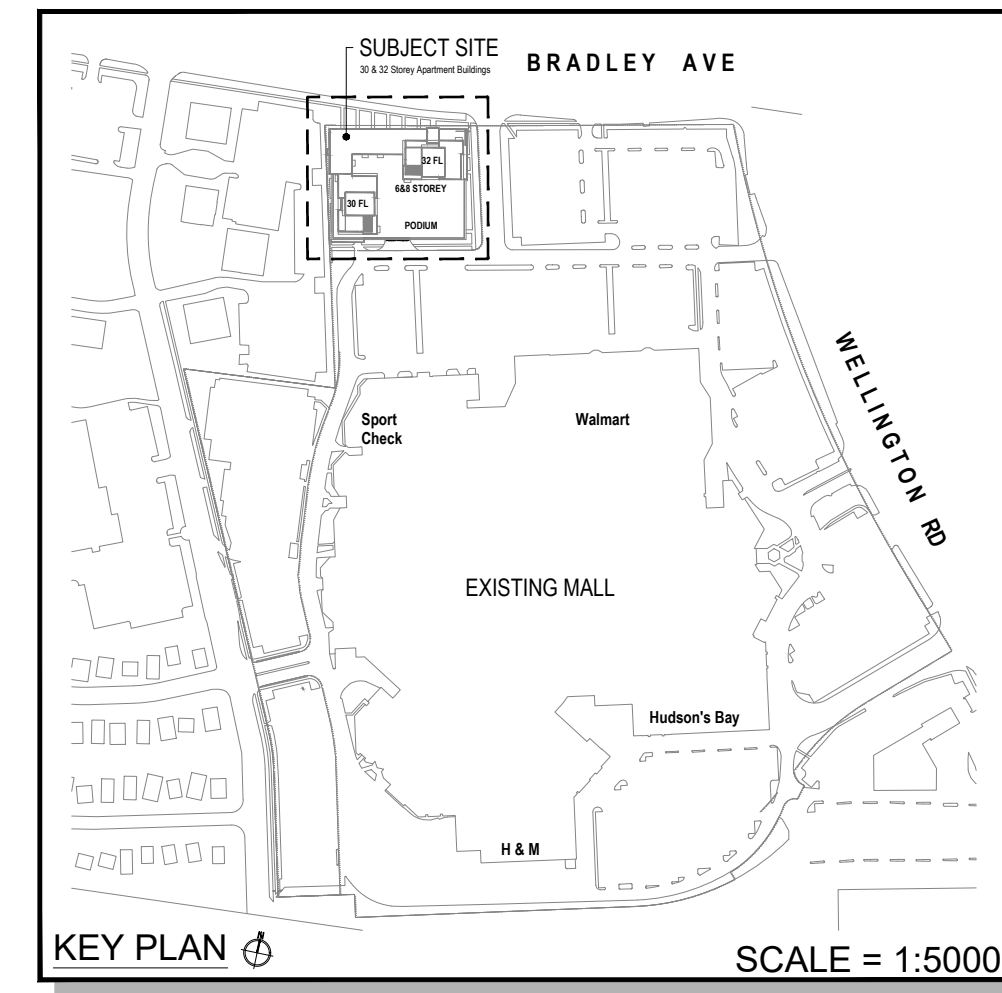 SUBJECT SITE
30 & 32 Storey Apartment Buildings
BRADLEY AVE
32 FL
6&8 STOREY
30 FL
PODIUM
WELLINGTON RD
Sport
Check
Walmart
EXISTING MALL
Hudson's Bay
H & M
KEY PLAN
N
SCALE = 1:5000